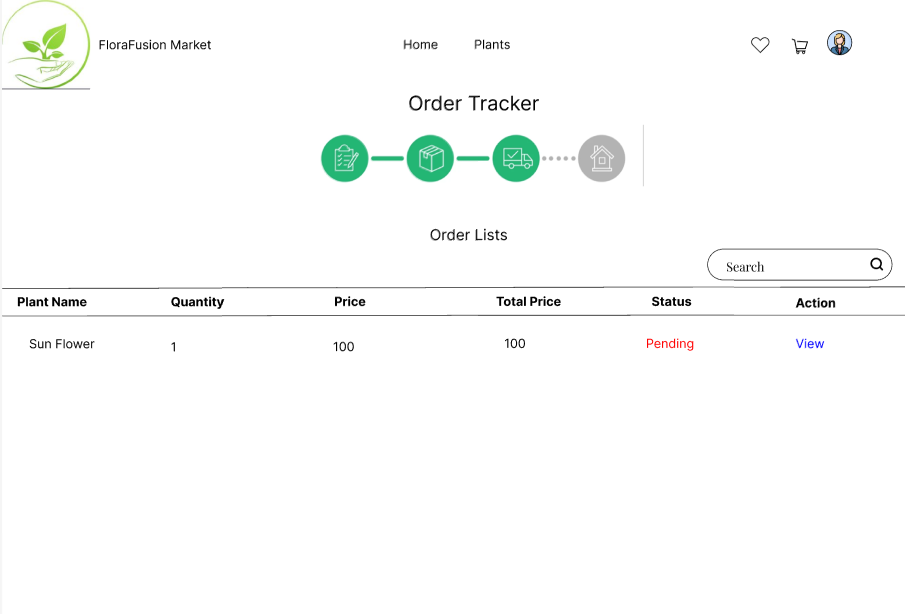 FloraFusion Market Home Plants
Order Tracker
Order Lists
Search
Plant Name Quantity Price Total Price Status Action
Sun Flower 1 100 100 Pending View